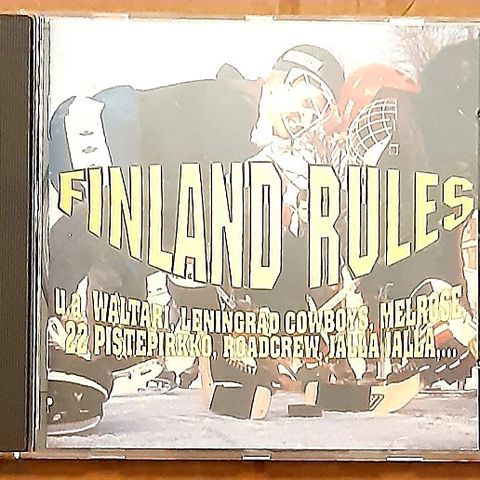 FINLAND RULES
u.a. WALTARI, LENINGRAD COWBOYS, MELROSE
22 PISTEPIRKKO, ROADCREW, JALLA JALLA,...